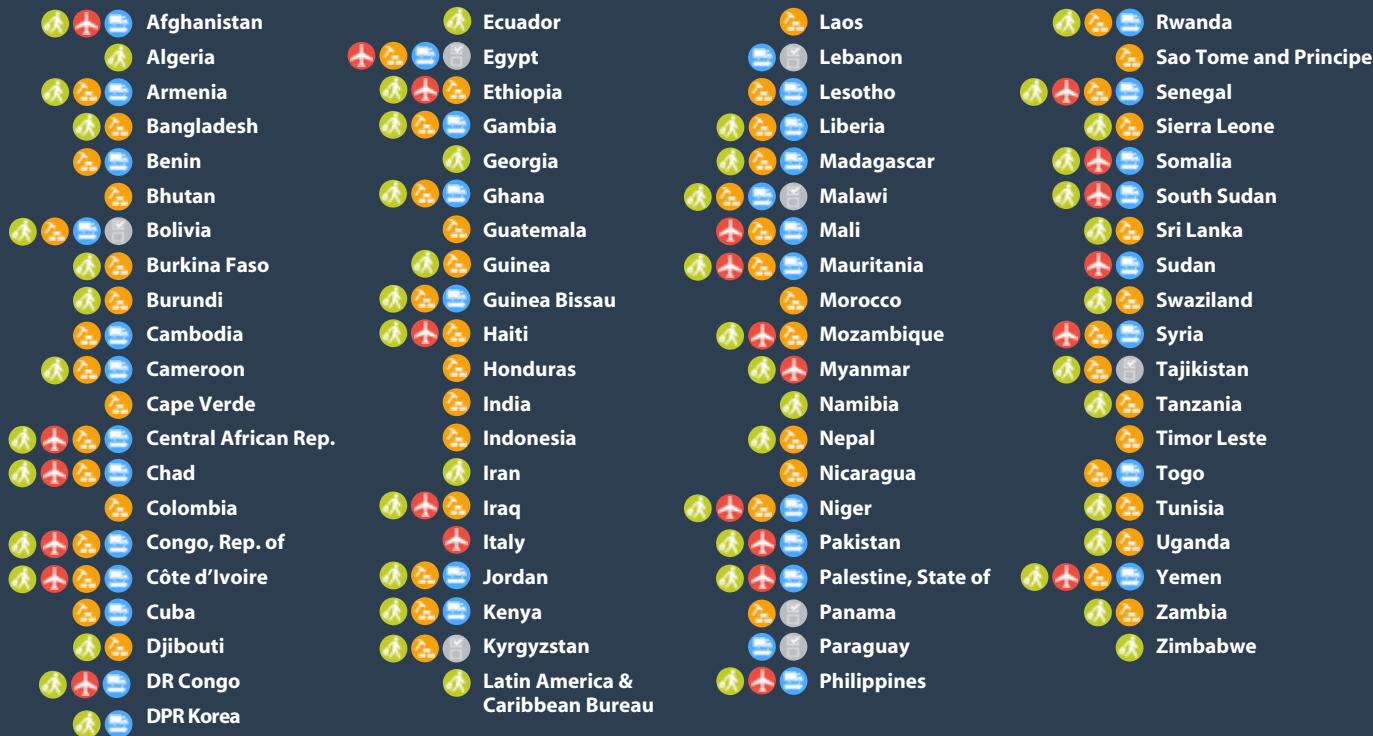 Afghanistan
Algeria
Armenia
Bangladesh
Benin
Bhutan
Bolivia
Burkina Faso
Burundi
Cambodia
Cameroon
Cape Verde
Central African Rep.
Chad
Colombia
Congo, Rep. of
Côte d’Ivoire
Cuba
Djibouti
DR Congo
DPR Korea
Ecuador
Egypt
Ethiopia
Gambia
Georgia
Ghana
Guatemala
Guinea
Guinea Bissau
Haiti
Honduras
India
Indonesia
Iran
Iraq
Italy
Jordan
Kenya
Kyrgyzstan
Latin America &
Caribbean Bureau
Laos
Lebanon
Lesotho
Liberia
Madagascar
Malawi
Mali
Mauritania
Morocco
Mozambique
Myanmar
Namibia
Nepal
Nicaragua
Niger
Pakistan
Palestine, State of
Panama
Paraguay
Philippines
Rwanda
Sao Tome and Principe
Senegal
Sierra Leone
Somalia
South Sudan
Sri Lanka
Sudan
Swaziland
Syria
Tajikistan
Tanzania
Timor Leste
Togo
Tunisia
Uganda
Yemen
Zambia
Zimbabwe